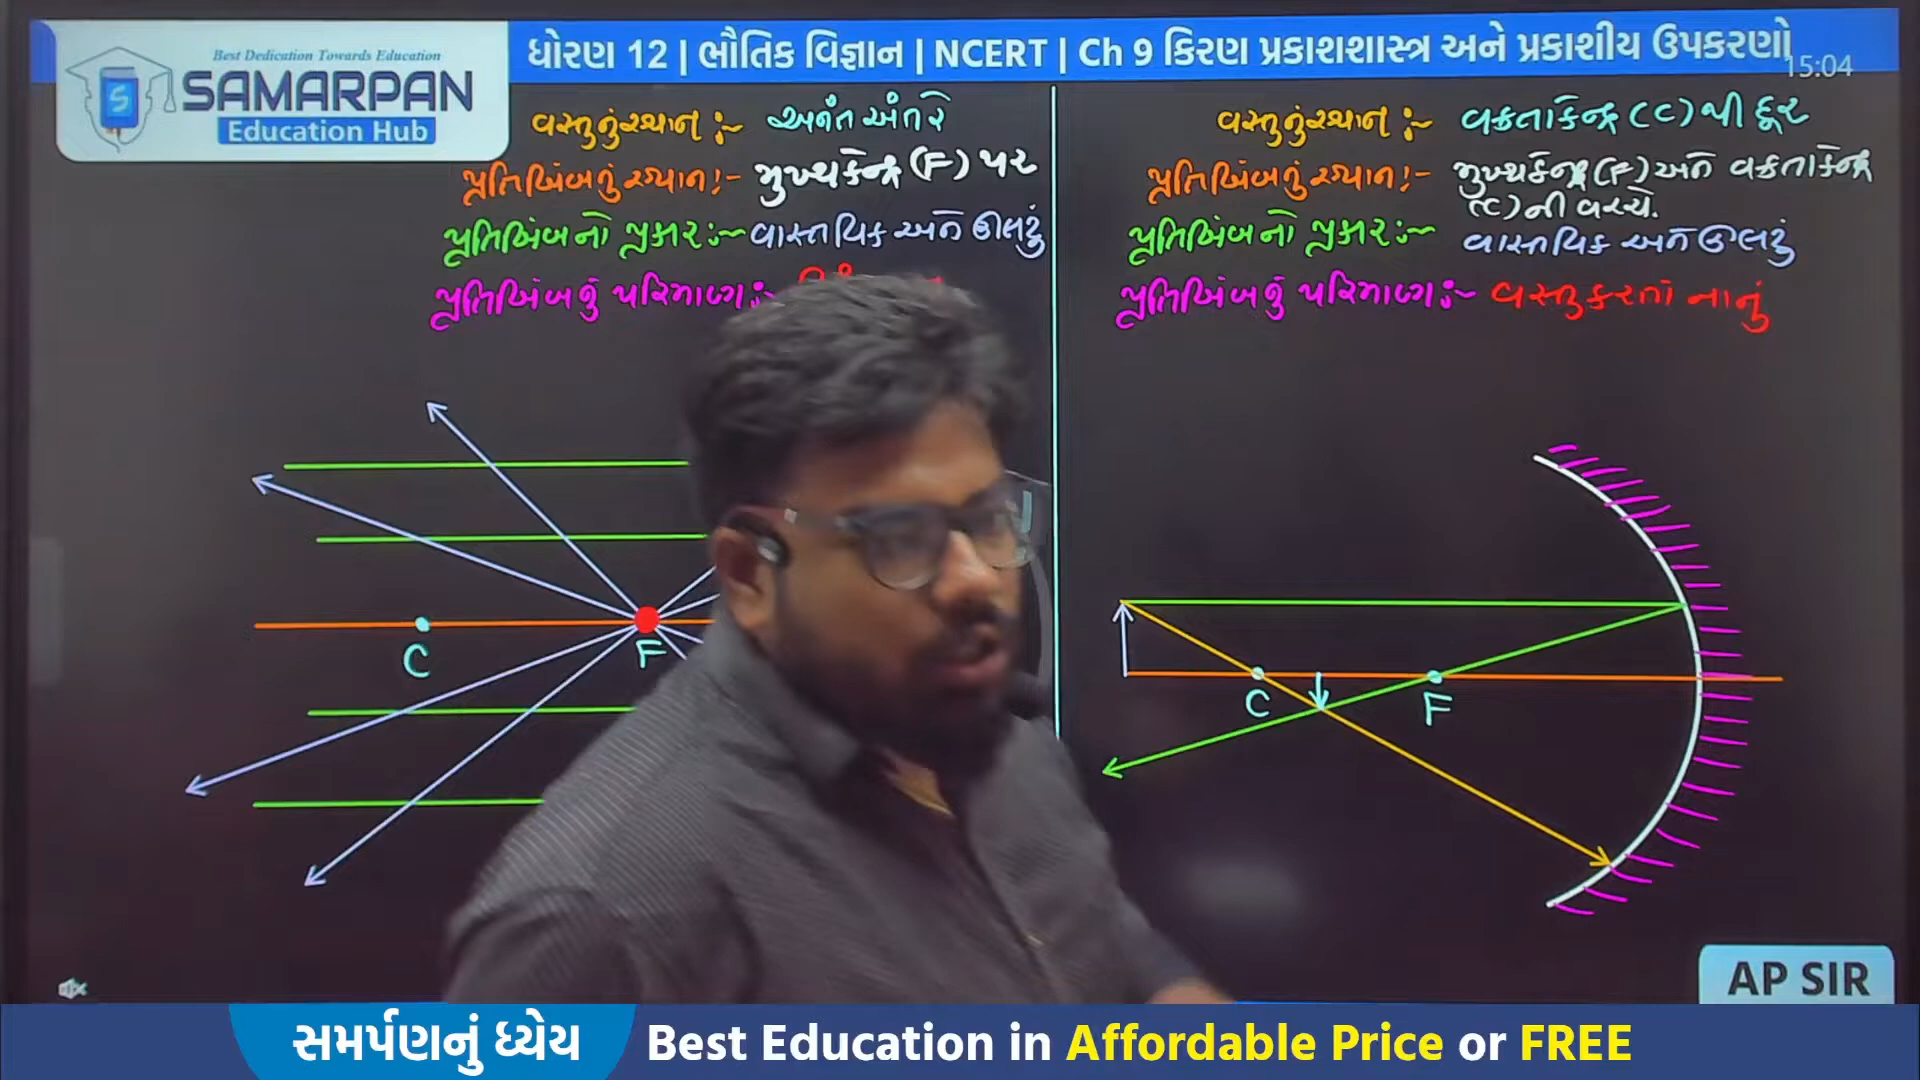 Best Dedication Towards Education
SAMARPAN
Education Hub
S
ધોરણ 12 | ભૌતિક વિજ્ઞાન | NCERT | Ch 9 કિરણ પ્રકાશશાસ્ત્ર અને પ્રકાશીય ઉપકરણો
15:04
વસ્તુનું સ્થાન :- અનંત અંતરે
પ્રતિબિંબનું સ્થાન :- મુખ્યકેન્દ્ર (F) પર
પ્રતિબિંબનો પ્રકાર :- વાસ્તવિક અને ઊલટું
પ્રતિબિંબનું પરિમાણ :-
C
F
વસ્તુનું સ્થાન :- વક્રતાકેન્દ્ર (C) થી દૂર
પ્રતિબિંબનું સ્થાન :- મુખ્યકેન્દ્ર (F) અને વક્રતાકેન્દ્ર
(C) ની વચ્ચે.
પ્રતિબિંબનો પ્રકાર :- વાસ્તવિક અને ઊલટું
પ્રતિબિંબનું પરિમાણ :- વસ્તુ કરતાં નાનું
C
F
AP SIR
સમર્પણનું ધ્યેય
Best Education in Affordable Price or FREE